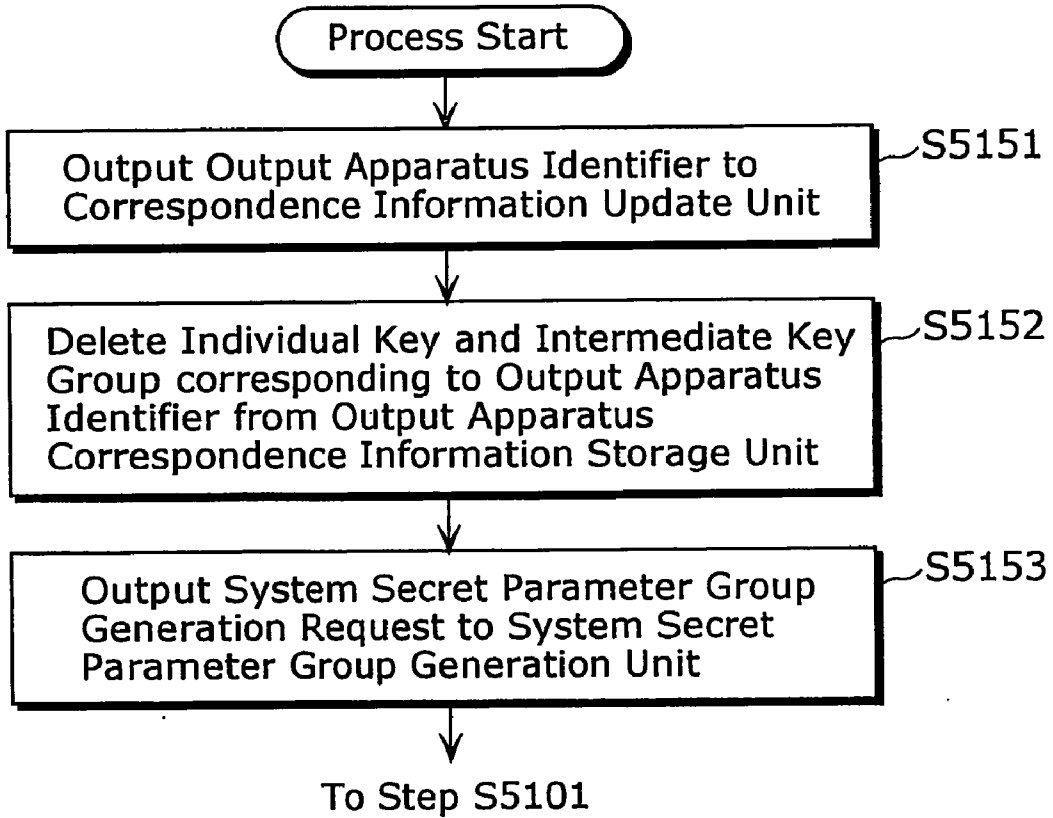 Process Start
Output Output Apparatus Identifier to
Correspondence Information Update Unit
S5151
Delete Individual Key and Intermediate Key
Group corresponding to Output Apparatus
Identifier from Output Apparatus
Correspondence Information Storage Unit
S5152
Output System Secret Parameter Group
Generation Request to System Secret
Parameter Group Generation Unit
S5153
To Step S5101